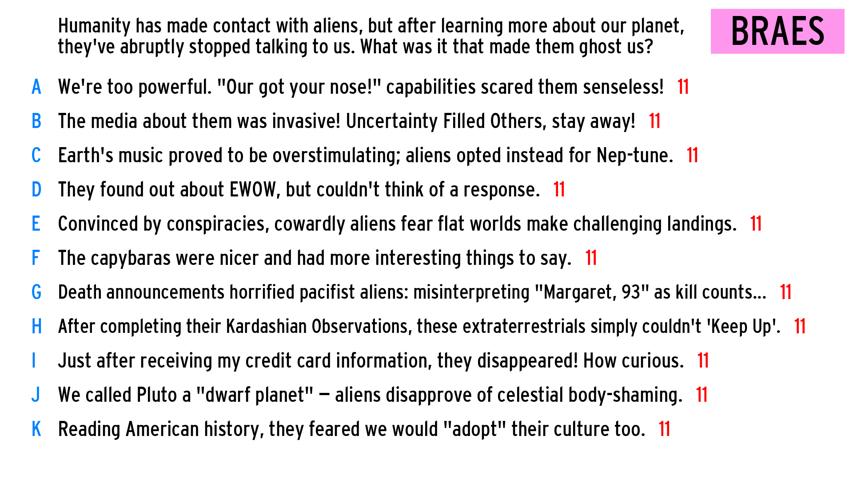 Humanity has made contact with aliens, but after learning more about our planet,
they've abruptly stopped talking to us. What was it that made them ghost us?
BRAES
A We're too powerful. "Our got your nose!" capabilities scared them senseless! 11
B The media about them was invasive! Uncertainty Filled Others, stay away! 11
C Earth's music proved to be overstimulating; aliens opted instead for Nep-tune. 11
D They found out about EWOW, but couldn't think of a response. 11
E Convinced by conspiracies, cowardly aliens fear flat worlds make challenging landings. 11
F The capybaras were nicer and had more interesting things to say. 11
G Death announcements horrified pacifist aliens: misinterpreting "Margaret, 93" as kill counts... 11
H After completing their Kardashian Observations, these extraterrestrials simply couldn't 'Keep Up'. 11
I Just after receiving my credit card information, they disappeared! How curious. 11
J We called Pluto a "dwarf planet" – aliens disapprove of celestial body-shaming. 11
K Reading American history, they feared we would "adopt" their culture too. 11